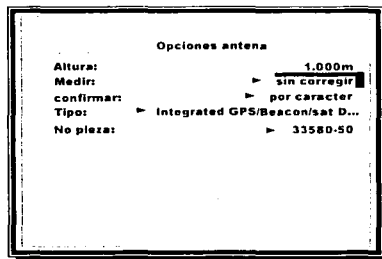 Opciones antena
Altura: 1.000m
Medir: ► sin corregir
confirmar: ► por caracter
Tipo: ► Integrated GPS/Beacon/sat D...
No pieza: ► 33580-50